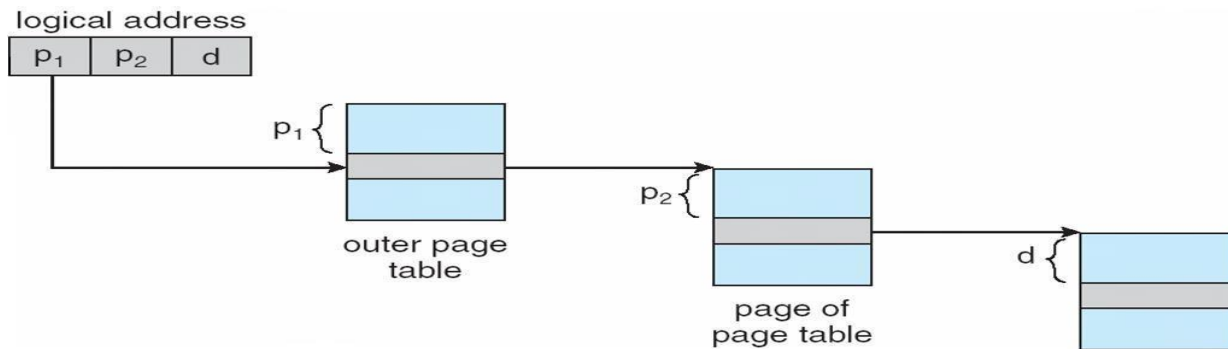 logical address
p₁ p₂ d
p₁
outer page
table
p₂
page of
page table
d